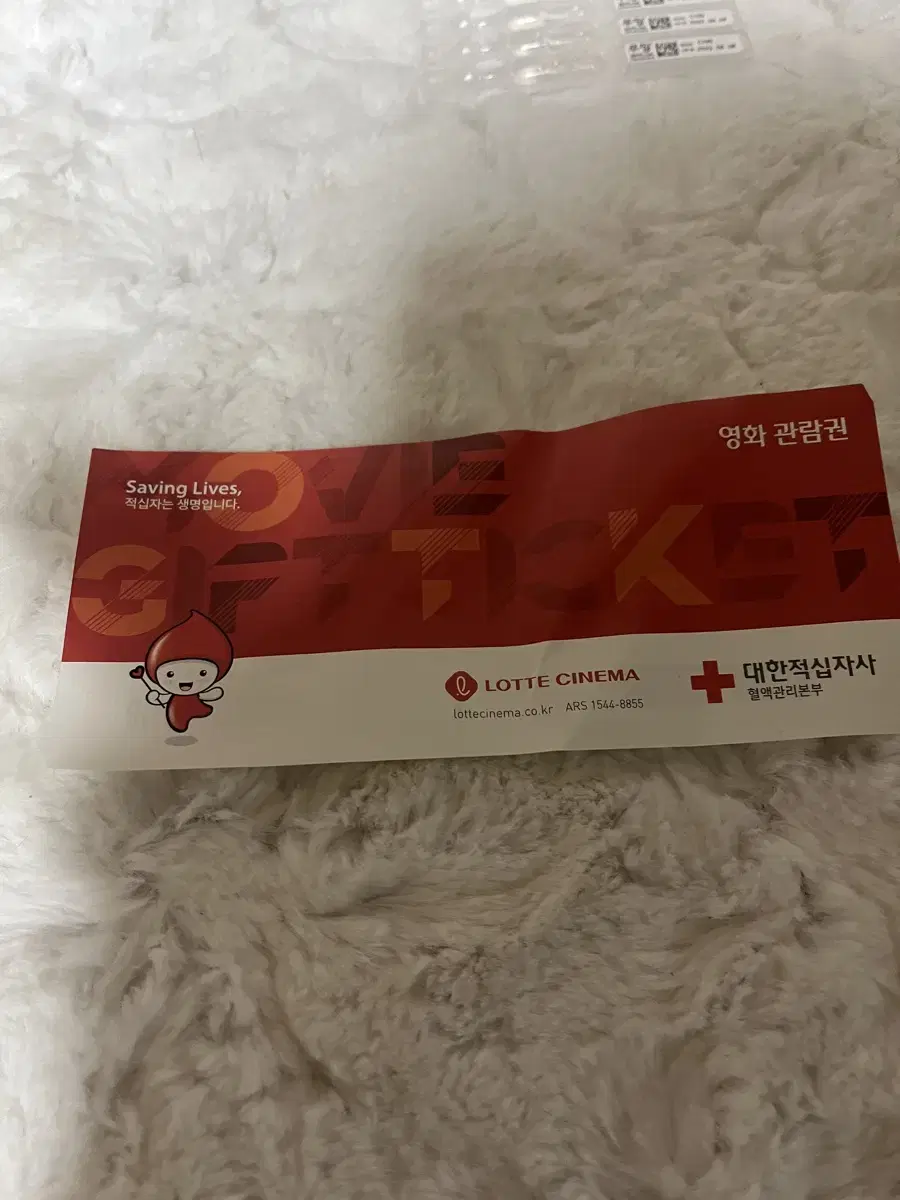 영화 관람권
Saving Lives,
적십자는 생명입니다.
MOVIE
GIFT TICKET
LOTTE CINEMA
lottecinema.co.kr ARS 1544-8855
대한적십자사
혈액관리본부